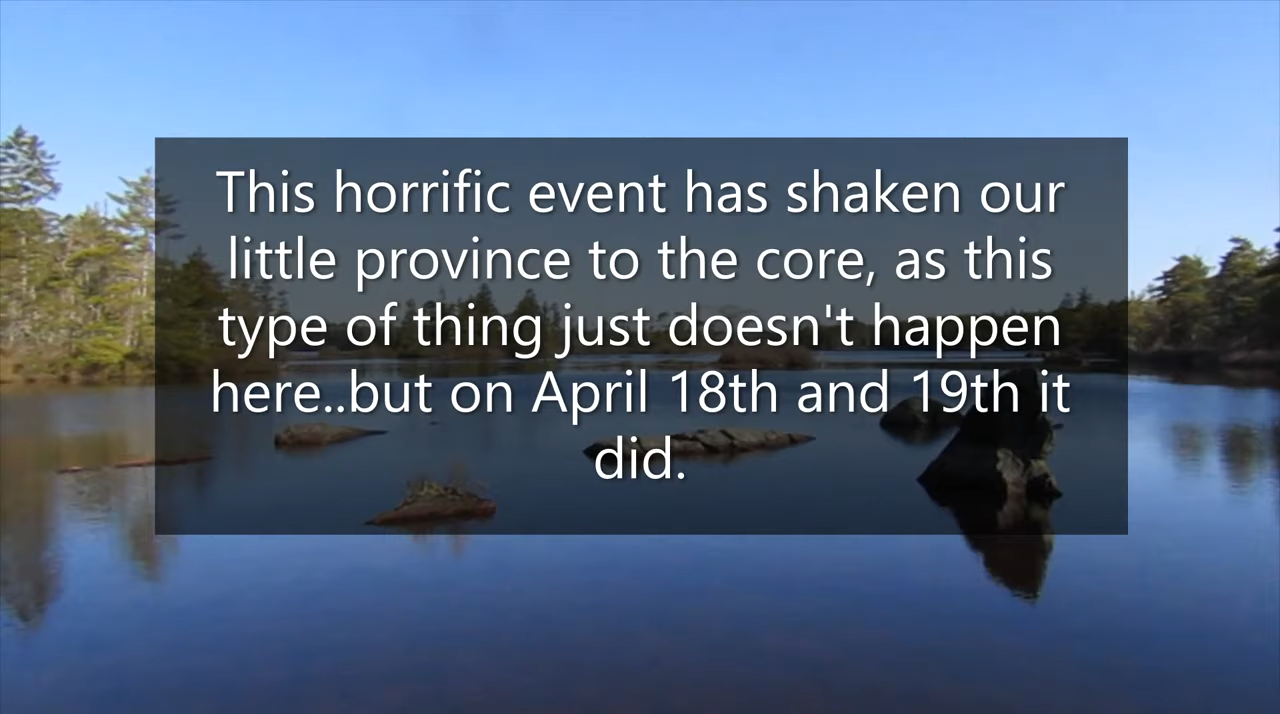 This horrific event has shaken our
little province to the core, as this
type of thing just doesn't happen
here..but on April 18th and 19th it
did.